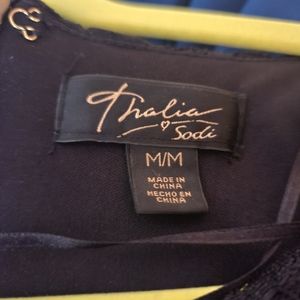 Thalia
Sodi
M/M
MADE IN
CHINA
HECHO EN
CHINA